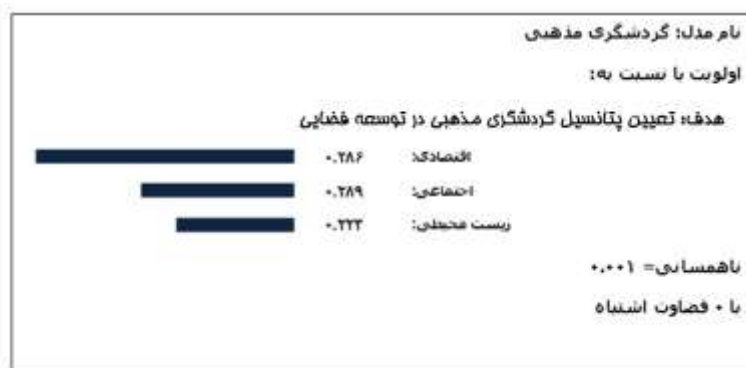 نام مدل: گردشگری مذهبی
اولویت با نسبت به:
هدف: تعیین پتانسیل گردشگری مذهبی در توسعه فضایی
اقتصادی: ۰.۲۸۶
اجتماعی: ۰.۲۸۹
زیست محیطی: ۰.۲۲۳
ناهمسانی= ۰.۰۰۱
با ۰ قضاوت اشتباه